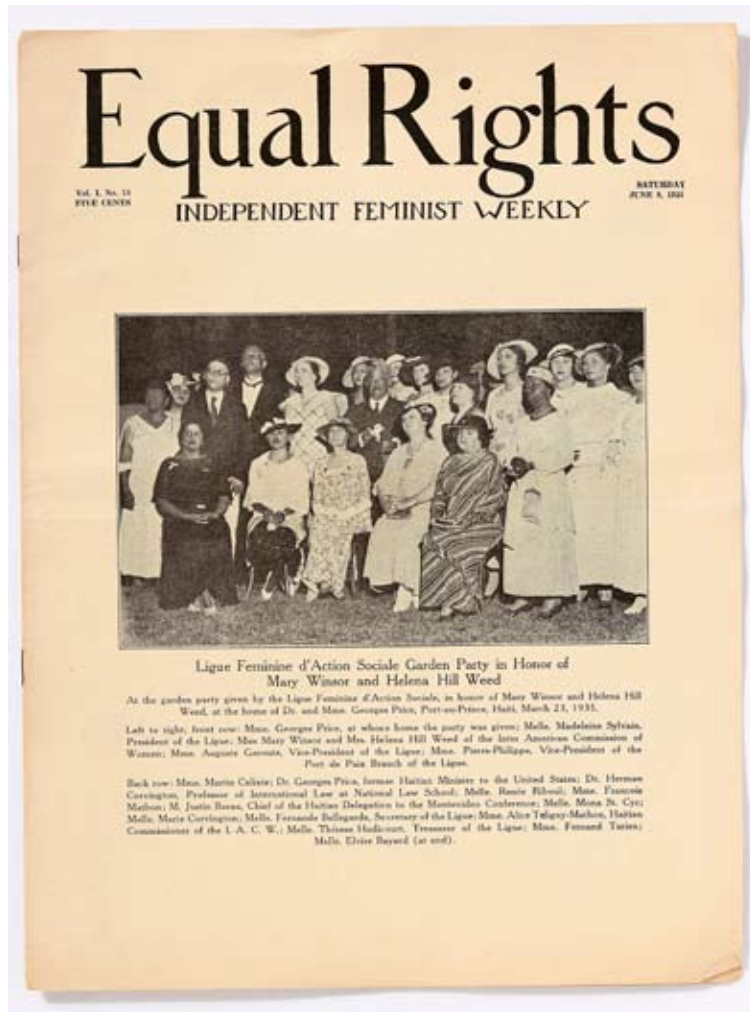 Equal Rights
Vol. I, No. 
FIVE CENTS
SATURDAY
JUNE 8, 1935
INDEPENDENT FEMINIST WEEKLY
Ligue Feminine d'Action Sociale Garden Party in Honor of
Mary Winsor and Helena Hill Weed
At the garden party given by the Ligue Feminine d'Action Sociale, in honor of Mary Winsor and Helena Hill
Weed, at the home of Dr. and Mme. Georges Price, Port-au-Prince, Haiti, March 23, 1935.
Left to right, front row: Mme. Georges Price, at whose home the party was given; Melle. Madeleine Sylvain,
President of the Ligue; Miss Mary Winsor and Mrs. Helena Hill Weed of the Inter American Commission of
Women; Mme. Auguste Garoute, Vice-President of the Ligue; Mme. Pierre-Philippe, Vice-President of the
Port de Paix Branch of the Ligue.
Back row: Mme. Martin Dr. Georges Price, former Haitian Minister to the United States; Dr. Herman
Corvington, Professor of International Law at National Law School; Melle. Renée Mme. Francois
Mathon; M. Justin Chief of the Haitian Delegation to the Montevideo Conference; Melle. Mona St. Cyr;
Melle. Marie Corvington; Melle. Fernande Bellegarde, Secretary of the Ligue; Mme. Alice Téligny-Mathon, Haitian
Commissioner of the I. A. C. W.; Melle. Thérèse Hudicourt, Treasurer of the Ligue; Mme. Fernand
Melle. Bayard (at end).